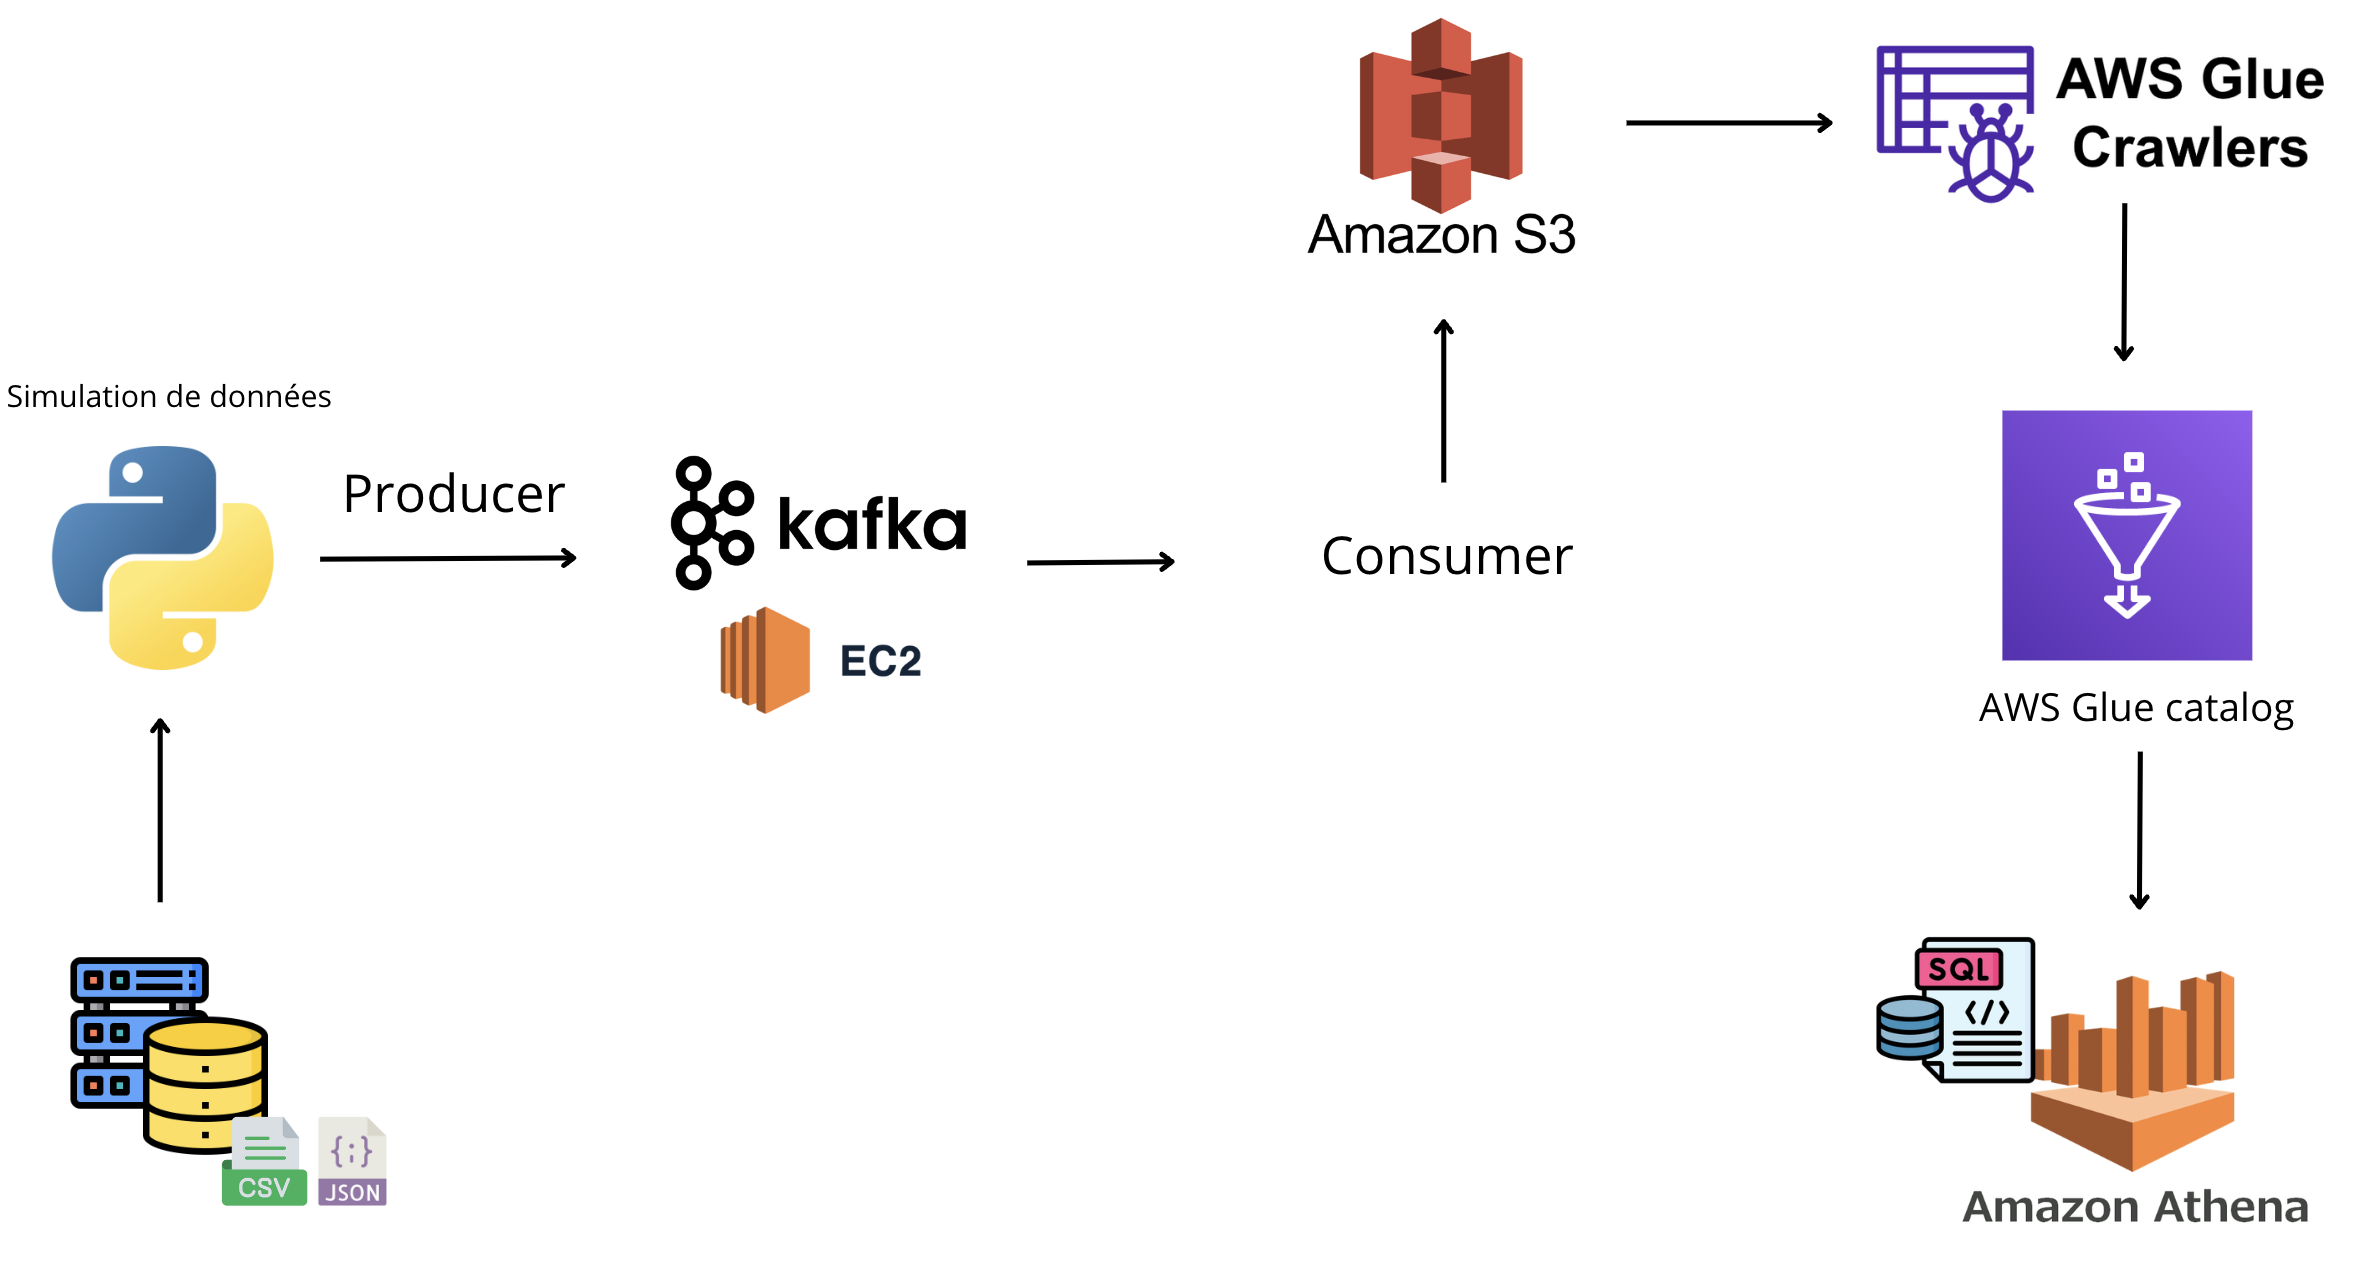 Simulation de données
Producer
kafka
EC2
Consumer
Amazon S3
AWS Glue
Crawlers
AWS Glue catalog
SQL
</>
Amazon Athena
CSV
{;}
JSON